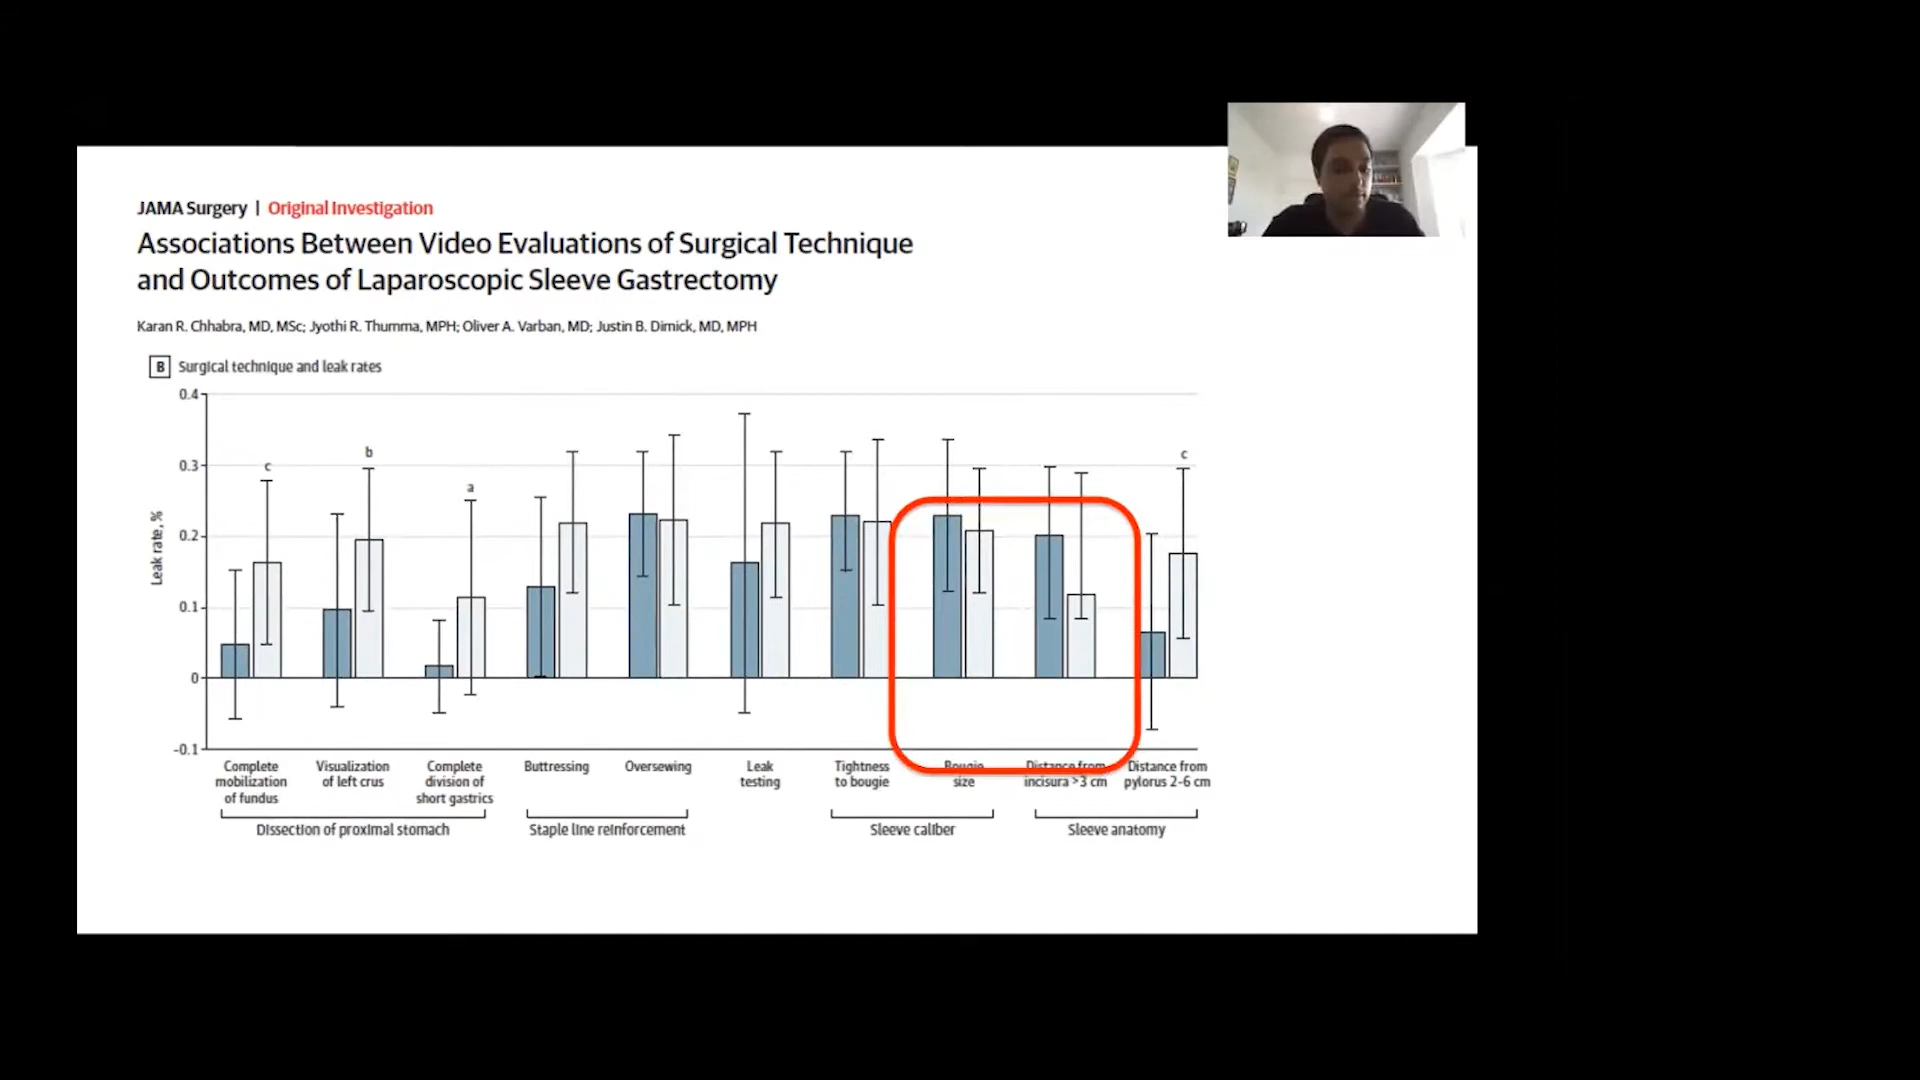 JAMA Surgery | Original Investigation
Associations Between Video Evaluations of Surgical Technique
and Outcomes of Laparoscopic Sleeve Gastrectomy
Karan R. Chhabra, MD, MSc; Jyothi R. Thumma, MPH; Oliver A. Varban, MD; Justin B. Dimick, MD, MPH
B Surgical technique and leak rates
0.4
0.3
0.2
0.1
0
-0.1
Leak rate, %
c
b
a
c
Complete
mobilization
of fundus
Visualization
of left crus
Complete
division of
short gastrics
Buttressing
Oversewing
Leak
testing
Tightness
to bougie
Bougie
size
Distance from
incisura >3 cm
Distance from
pylorus 2-6 cm
Dissection of proximal stomach
Staple line reinforcement
Sleeve caliber
Sleeve anatomy